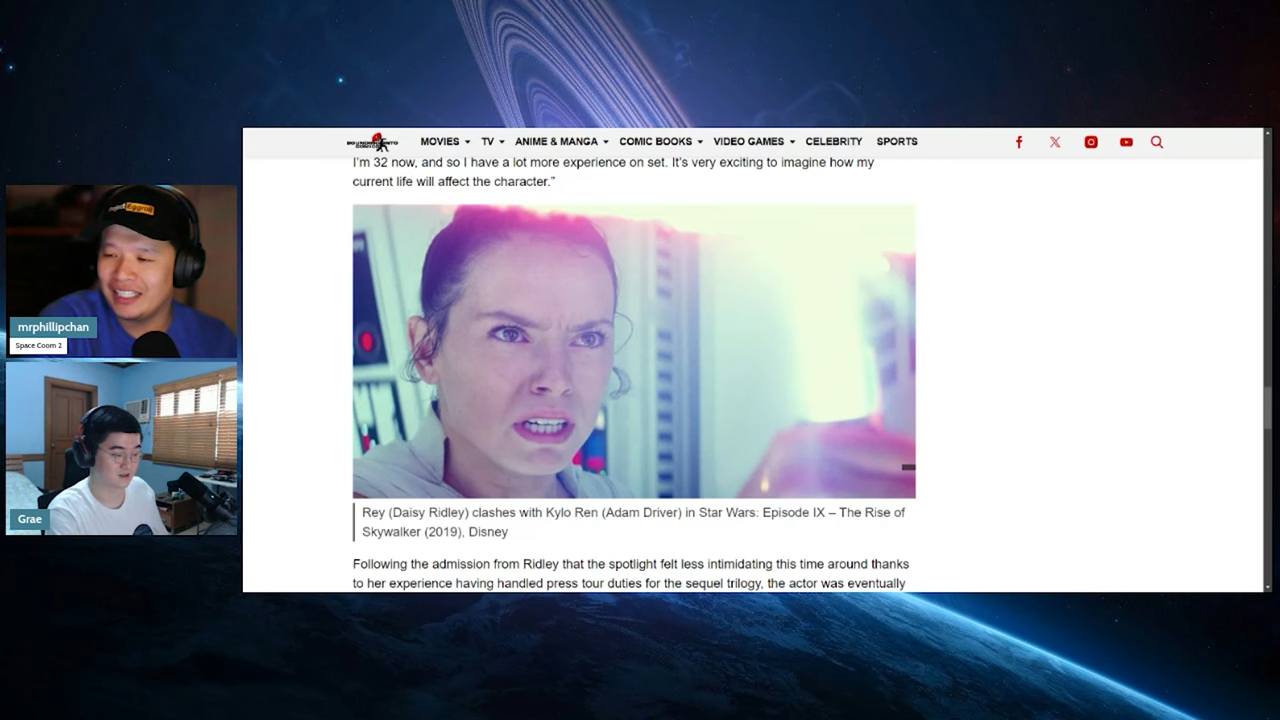 MOVIES TV ANIME & MANGA COMIC BOOKS VIDEO GAMES CELEBRITY SPORTS
I'm 32 now, and so I have a lot more experience on set. It's very exciting to imagine how my
current life will affect the character."
Eggroll
mrphillipchan
Space Coom 2
Grae
Rey (Daisy Ridley) clashes with Kylo Ren (Adam Driver) in Star Wars: Episode IX – The Rise of
Skywalker (2019), Disney
Following the admission from Ridley that the spotlight felt less intimidating this time around thanks
to her experience having handled press tour duties for the sequel trilogy, the actor was eventually